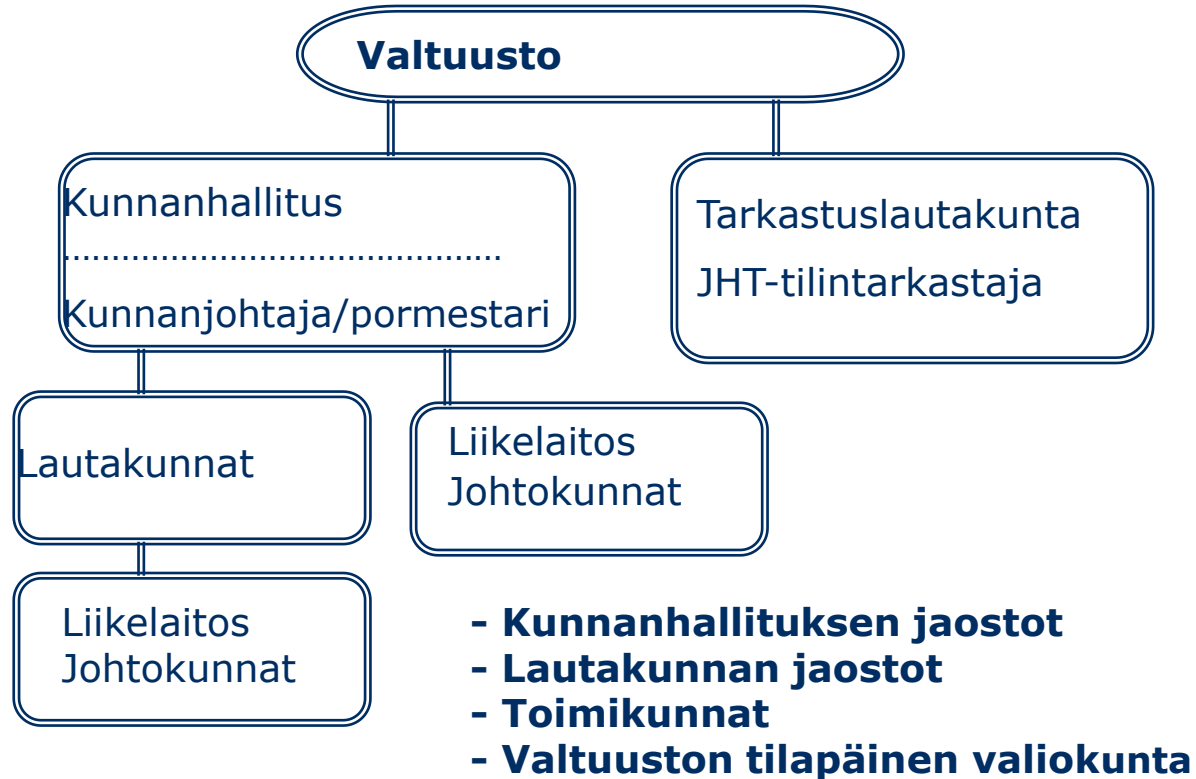 Valtuusto
Kunnanhallitus
.............................................
Kunnanjohtaja/pormestari
Tarkastuslautakunta
JHT-tilintarkastaja
Lautakunnat
Liikelaitos
Johtokunnat
Liikelaitos
Johtokunnat
- Kunnanhallituksen jaostot
- Lautakunnan jaostot
- Toimikunnat
- Valtuuston tilapäinen valiokunta